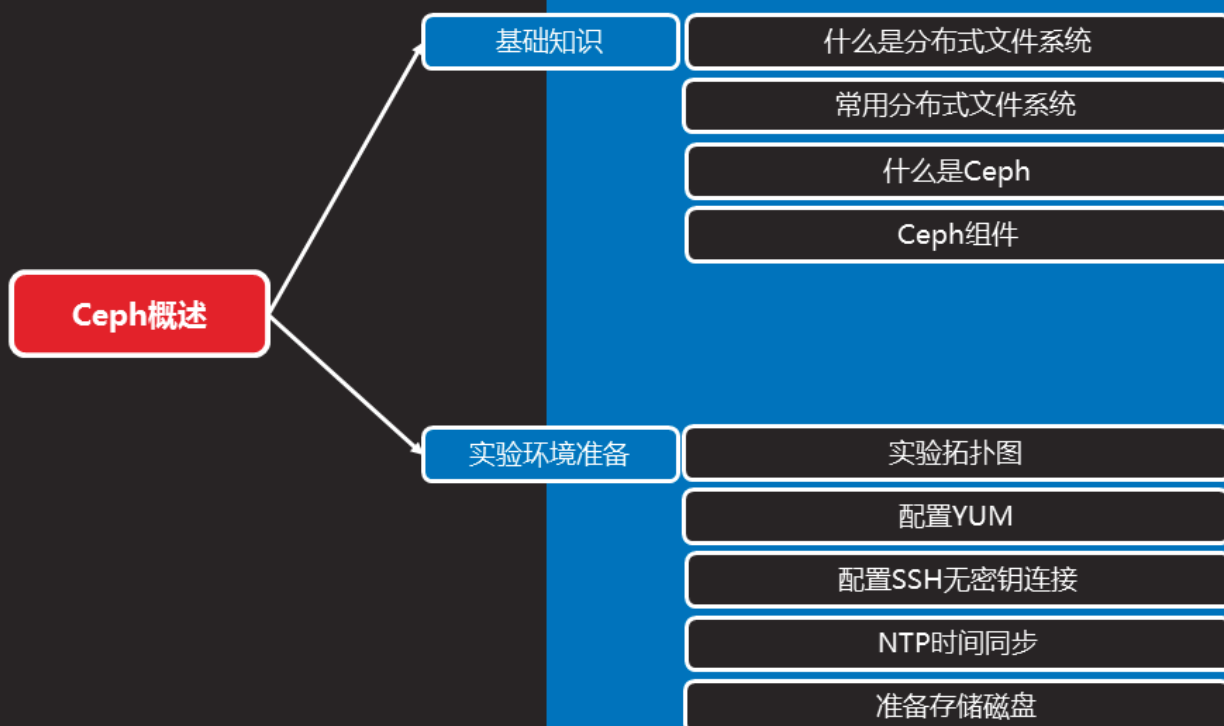 Ceph概述
基础知识
什么是分布式文件系统
常用分布式文件系统
什么是Ceph
Ceph组件
实验环境准备
实验拓扑图
配置YUM
配置SSH无密钥连接
NTP时间同步
准备存储磁盘